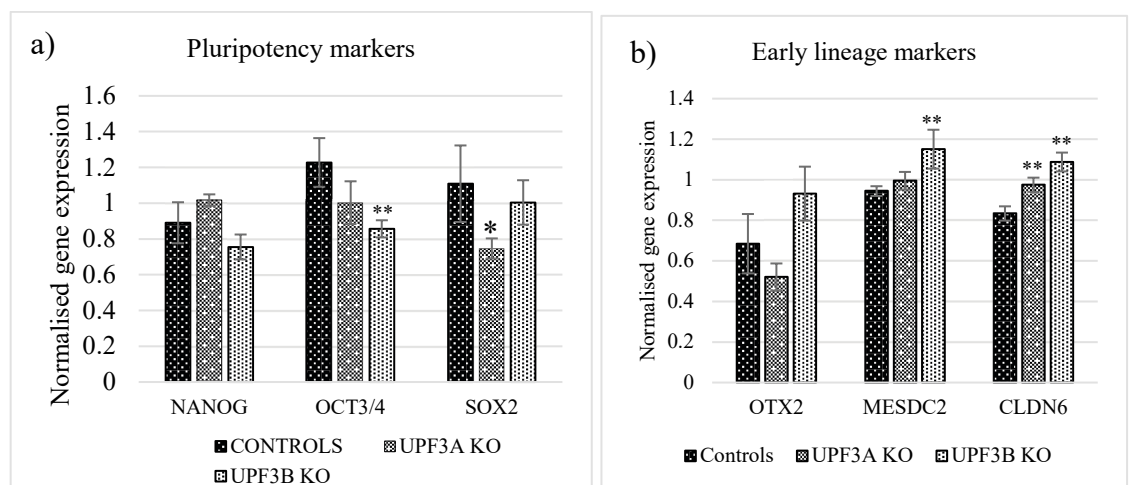 a)
Pluripotency markers
Normalised gene expression
1.6
1.4
1.2
1
0.8
0.6
0.4
0.2
0
**
*
NANOG OCT3/4 SOX2
CONTROLS UPF3A KO
UPF3B KO
b)
Early lineage markers
Normalised gene expression
1.4
1.2
1
0.8
0.6
0.4
0.2
0
**
** **
OTX2 MESDC2 CLDN6
Controls UPF3A KO UPF3B KO